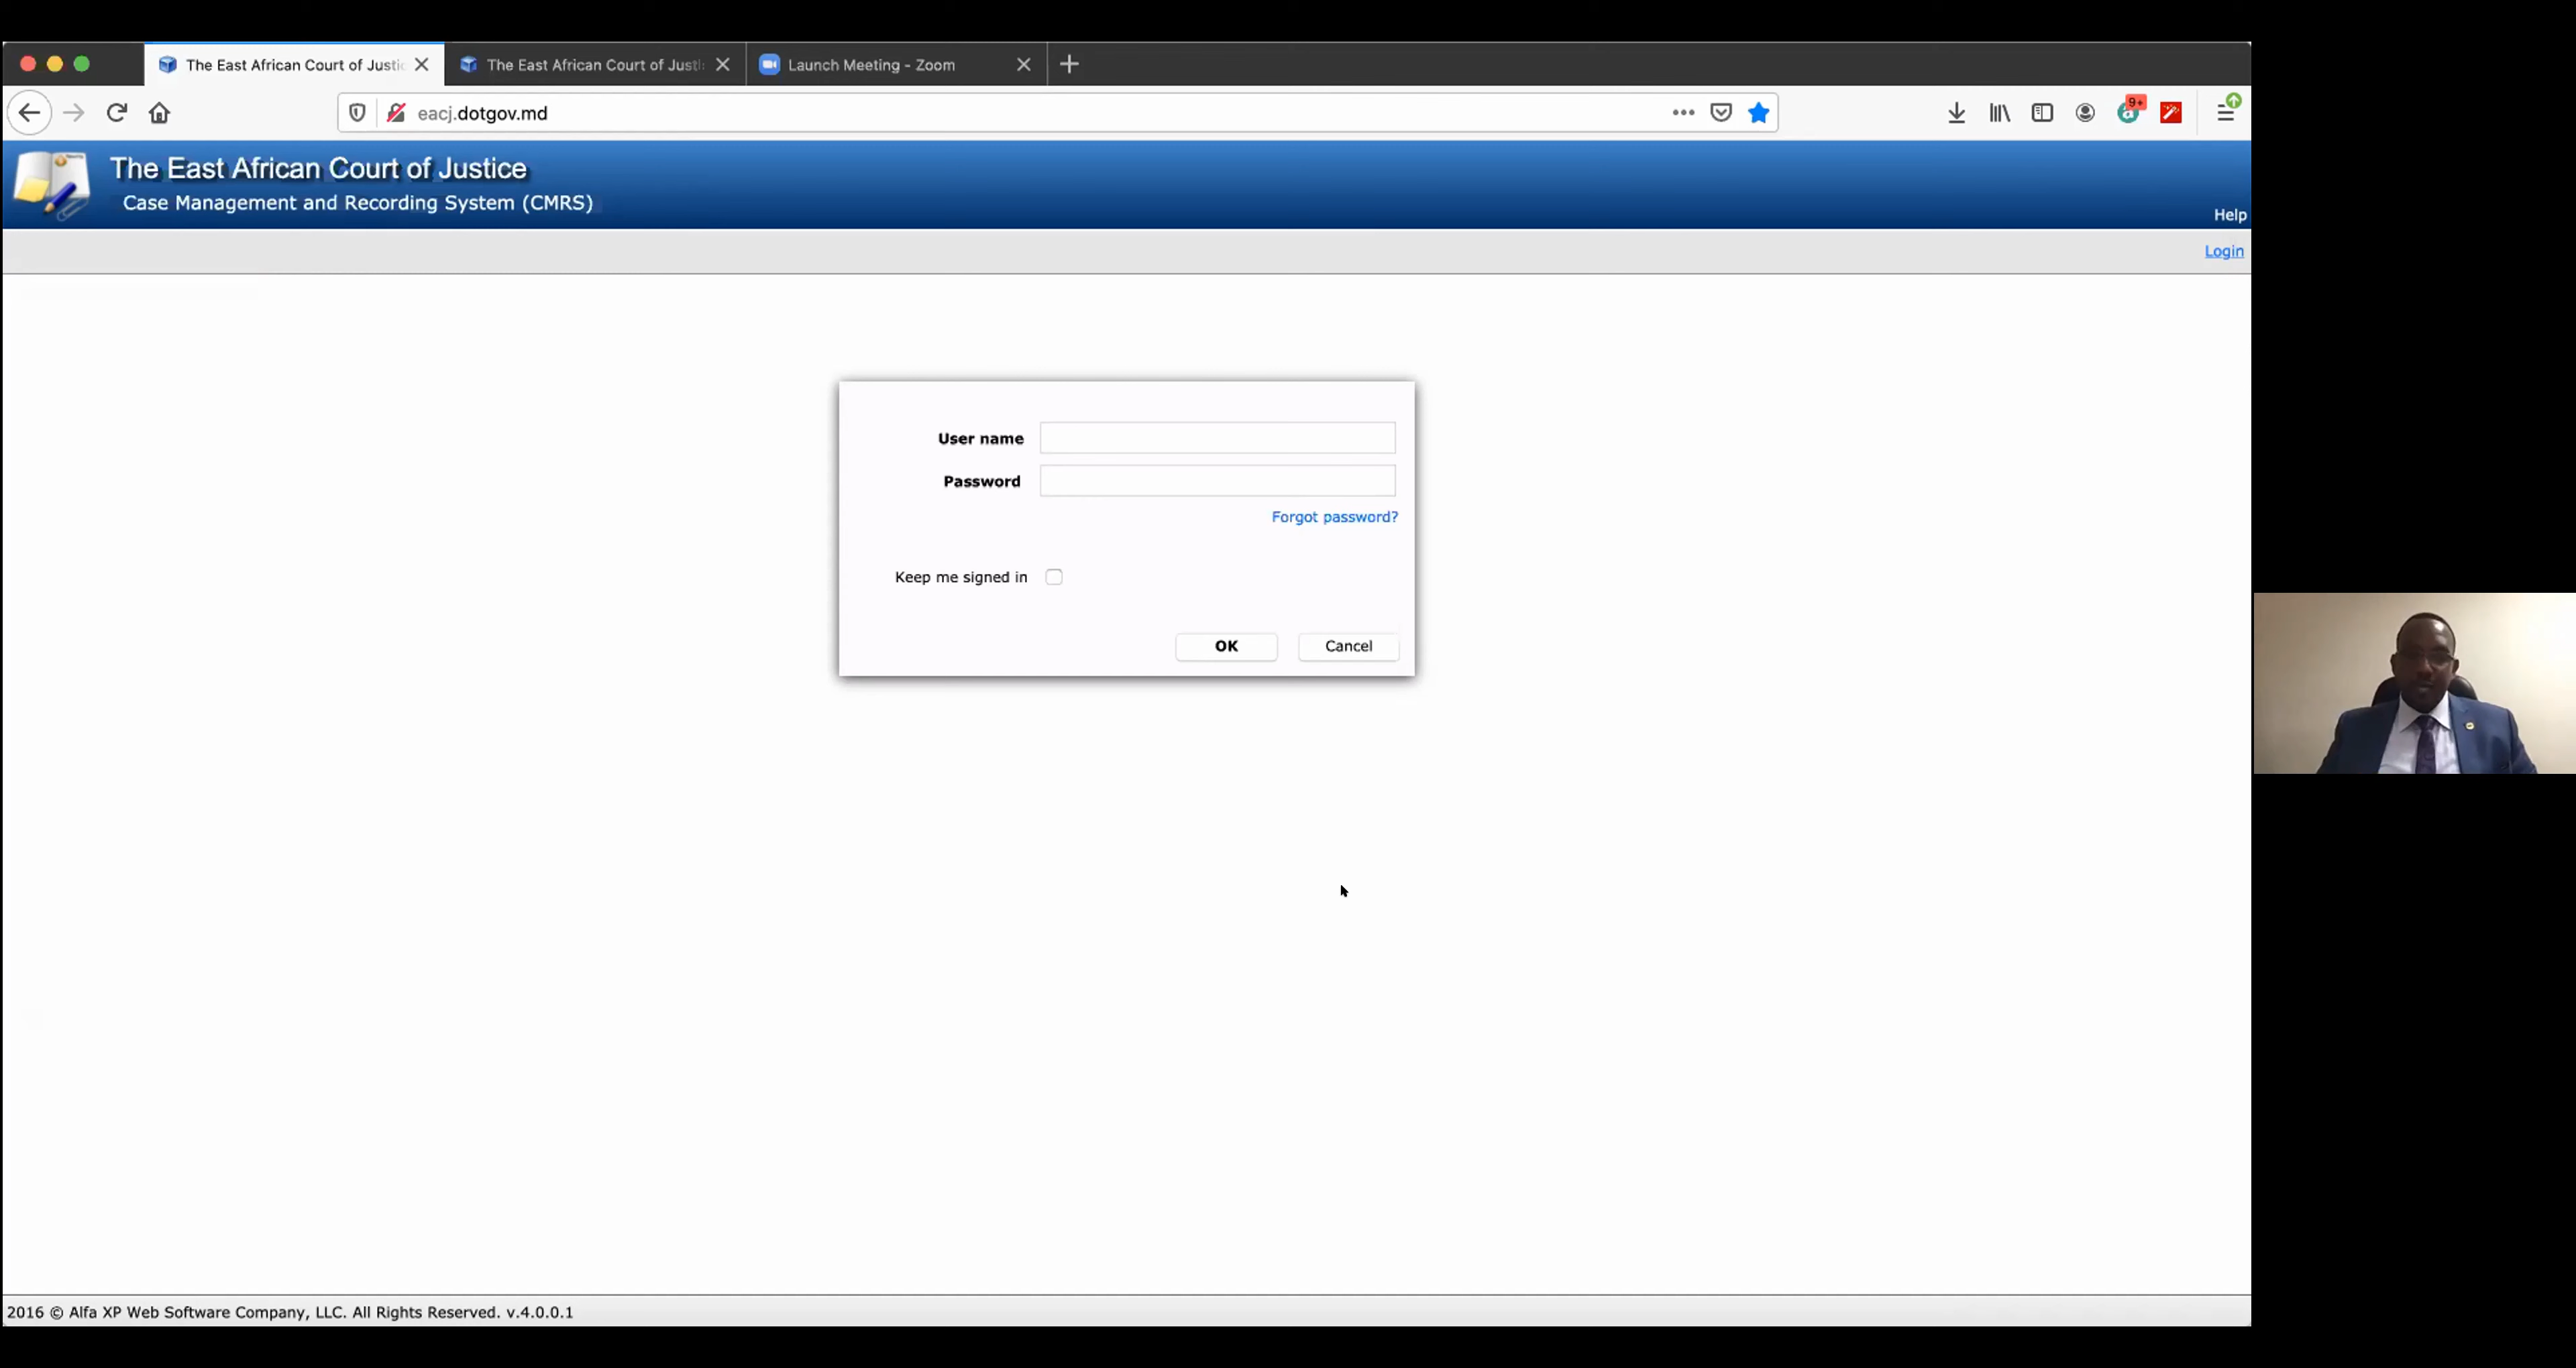 The East African Court of Justic
The East African Court of Justi
Launch Meeting - Zoom
eacj.dotgov.md
9+
The East African Court of Justice
Case Management and Recording System (CMRS)
Help
Login
User name
Password
Forgot password?
Keep me signed in
OK
Cancel
2016 © Alfa XP Web Software Company, LLC. All Rights Reserved. v.4.0.0.1